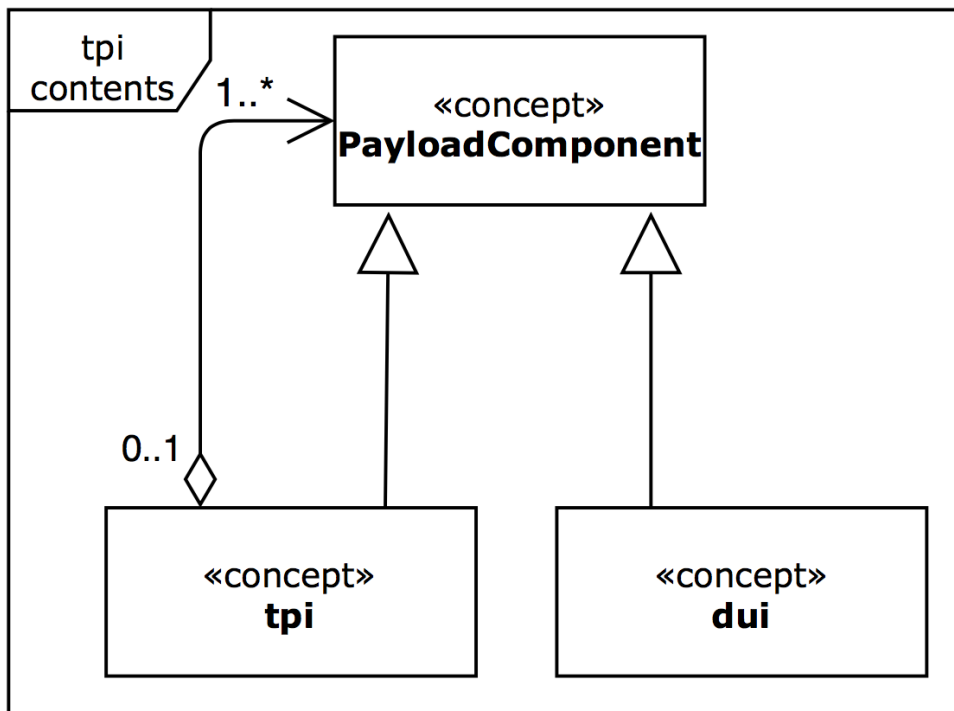 tpi
contents
1..*
«concept»
PayloadComponent
0..1
«concept»
tpi
«concept»
dui